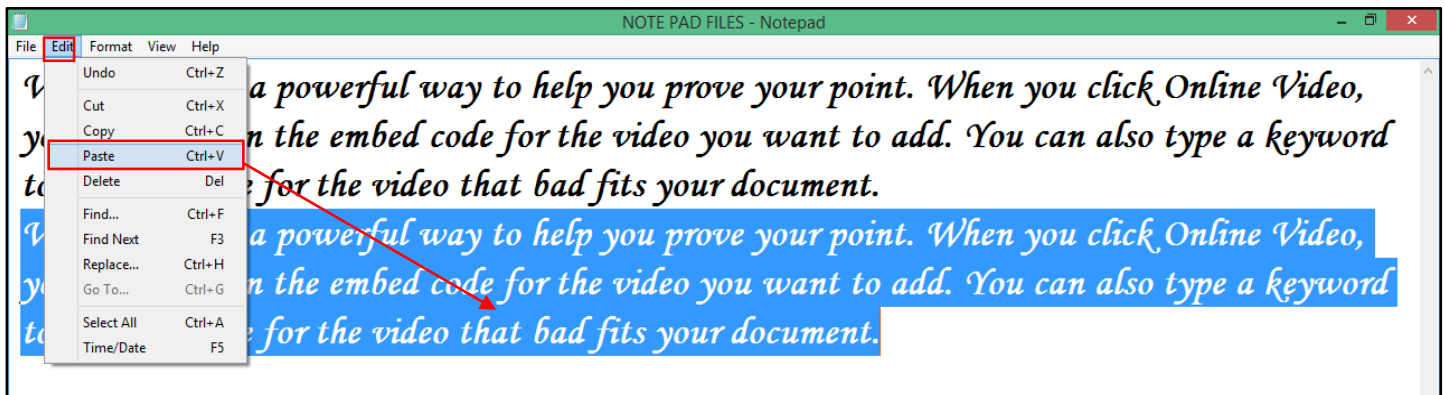 NOTE PAD FILES - Notepad
File Edit Format View Help
Undo Ctrl+Z
Cut Ctrl+X
Copy Ctrl+C
Paste Ctrl+V
Delete Del
Find... Ctrl+F
Find Next F3
Replace... Ctrl+H
Go To... Ctrl+G
Select All Ctrl+A
Time/Date F5
a powerful way to help you prove your point. When you click Online Video,
the embed code for the video you want to add. You can also type a keyword
for the video that bad fits your document.
a powerful way to help you prove your point. When you click Online Video,
the embed code for the video you want to add. You can also type a keyword
for the video that bad fits your document.